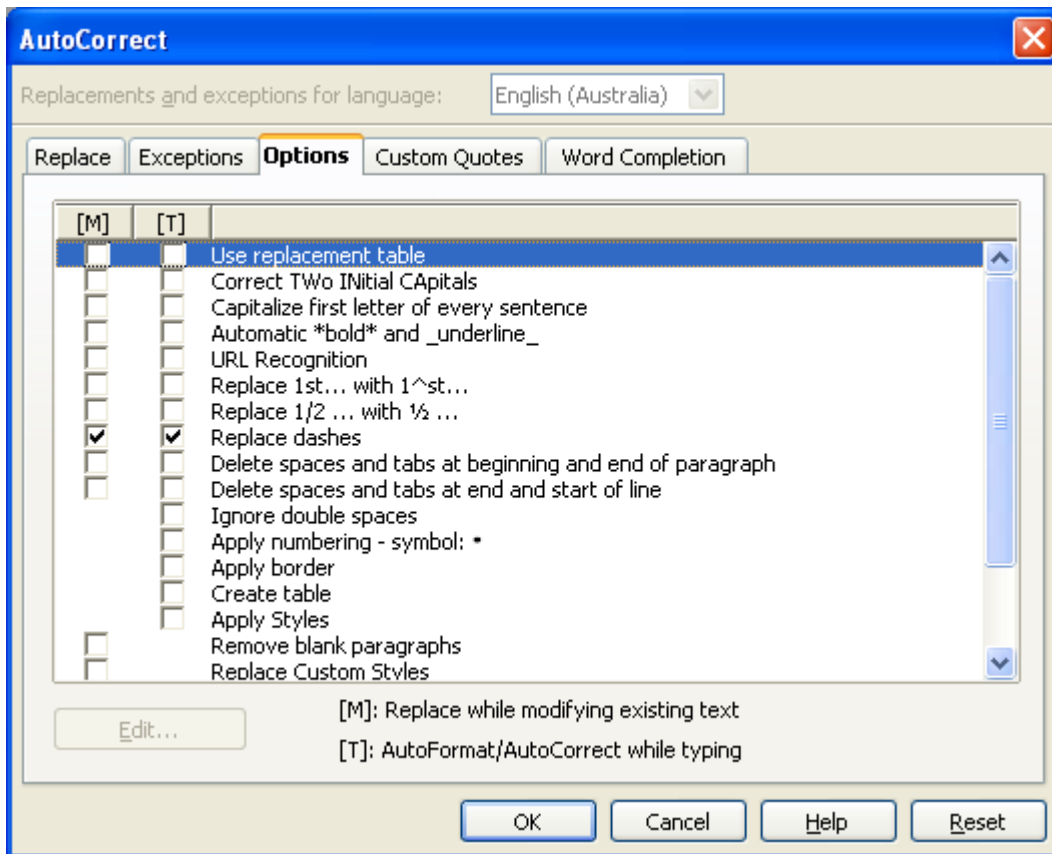 AutoCorrect
Replacements and exceptions for language: English (Australia)
Replace Exceptions Options Custom Quotes Word Completion
[M] [T]
Use replacement table
Correct TWo INitial CApitals
Capitalize first letter of every sentence
Automatic *bold* and _underline_
URL Recognition
Replace 1st... with 1^st...
Replace 1/2 ... with ½ ...
Replace dashes
Delete spaces and tabs at beginning and end of paragraph
Delete spaces and tabs at end and start of line
Ignore double spaces
Apply numbering - symbol: •
Apply border
Create table
Apply Styles
Remove blank paragraphs
Replace Custom Styles
[M]: Replace while modifying existing text
Edit...
[T]: AutoFormat/AutoCorrect while typing
OK Cancel Help Reset